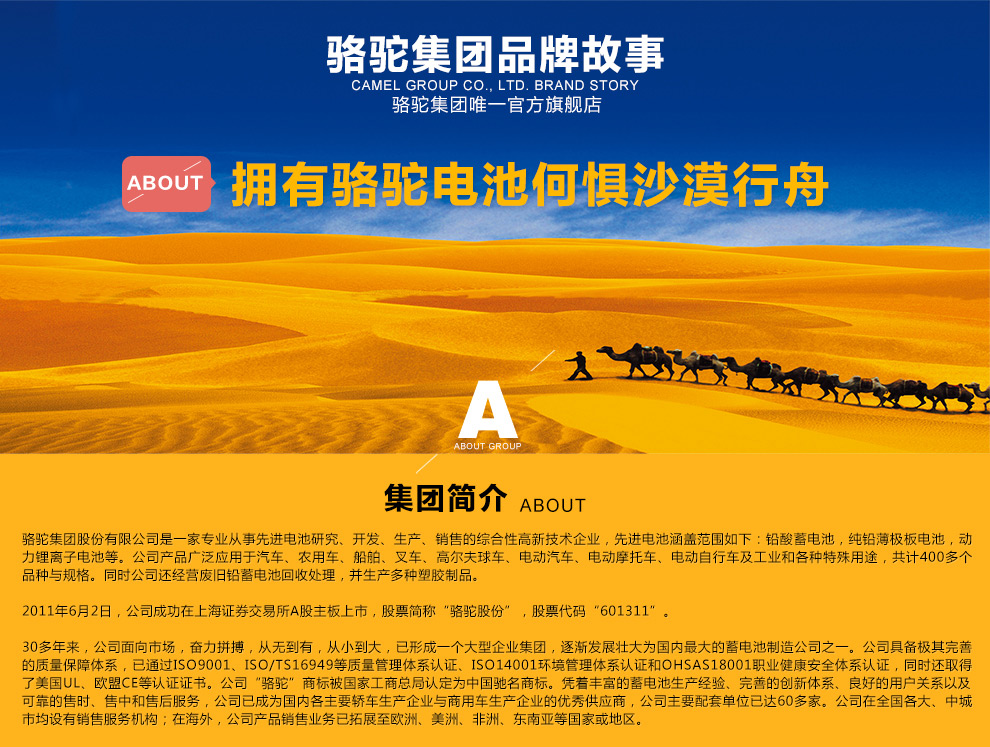 骆驼集团品牌故事
CAMEL GROUP CO., LTD. BRAND STORY
骆驼集团唯一官方旗舰店
ABOUT
拥有骆驼电池何惧沙漠行舟
A
ABOUT GROUP
集团简介 ABOUT
骆驼集团股份有限公司是一家专业从事先进电池研究、开发、生产、销售的综合性高新技术企业，先进电池涵盖范围如下：铅酸蓄电池，纯铅薄极板电池，动
力锂离子电池等。公司产品广泛应用于汽车、农用车、船舶、叉车、高尔夫球车、电动汽车、电动摩托车、电动自行车及工业和各种特殊用途，共计400多个
品种与规格。同时公司还经营废旧铅蓄电池回收处理，并生产多种塑胶制品。
2011年6月2日，公司成功在上海证券交易所A股主板上市，股票简称“骆驼股份”，股票代码“601311”。
30多年来，公司面向市场，奋力拼搏，从无到有，从小到大，已形成一个大型企业集团，逐渐发展壮大为国内最大的蓄电池制造公司之一。公司具备极其完善
的质量保障体系，已通过ISO9001、ISO/TS16949等质量管理体系认证、ISO14001环境管理体系认证和OHSAS18001职业健康安全体系认证，同时还取得
了美国UL、欧盟CE等认证证书。公司“骆驼”商标被国家工商总局认定为中国驰名商标。凭着丰富的蓄电池生产经验、完善的创新体系、良好的用户关系以及
可靠的售时、售中和售后服务，公司已成为国内各主要轿车生产企业与商用车生产企业的优秀供应商，公司主要配套单位已达60多家。公司在全国各大、中城
市均设有销售服务机构；在海外，公司产品销售业务已拓展至欧洲、美洲、非洲、东南亚等国家或地区。